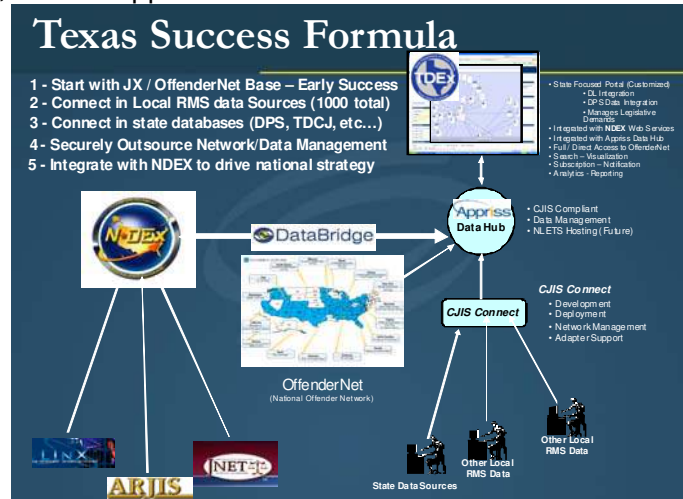 Texas Success Formula
1 - Start with JX / OffenderNet Base – Early Success
2 - Connect in Local RMS data Sources (1000 total)
3 - Connect in state databases (DPS, TDCJ, etc…)
4 - Securely Outsource Network/Data Management
5 - Integrate with NDEX to drive national strategy
TDEx
• State Focused Portal (Customized)
• DL Integration
• DPS Data Integration
• Manages Legislative
Demands
• Integrated with NDEX Web Services
• Integrated with Appriss Data Hub
• Full / Direct Access to OffenderNet
• Search – Visualization
• Subscription – Notification
• Analytics - Reporting
N-DEx
DataBridge
Appriss
Data Hub
• CJIS Compliant
• Data Management
• NLETS Hosting (Future)
CJIS Connect
CJIS Connect
• Development
• Deployment
• Network Management
• Adapter Support
OffenderNet
(National Offender Network)
LINX
ARJIS
JNET
State Data Sources
Other Local
RMS Data
Other Local
RMS Data